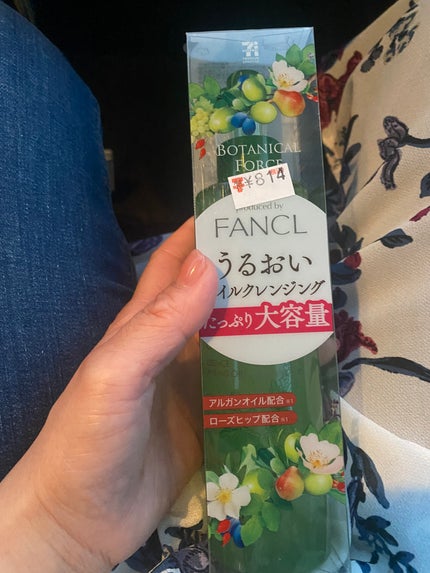 BOTANICAL
FORCE
¥814
produced by
FANCL
うるおい
イルクレンジング
たっぷり大容量
アルガンオイル配合※1
ローズヒップ配合※1